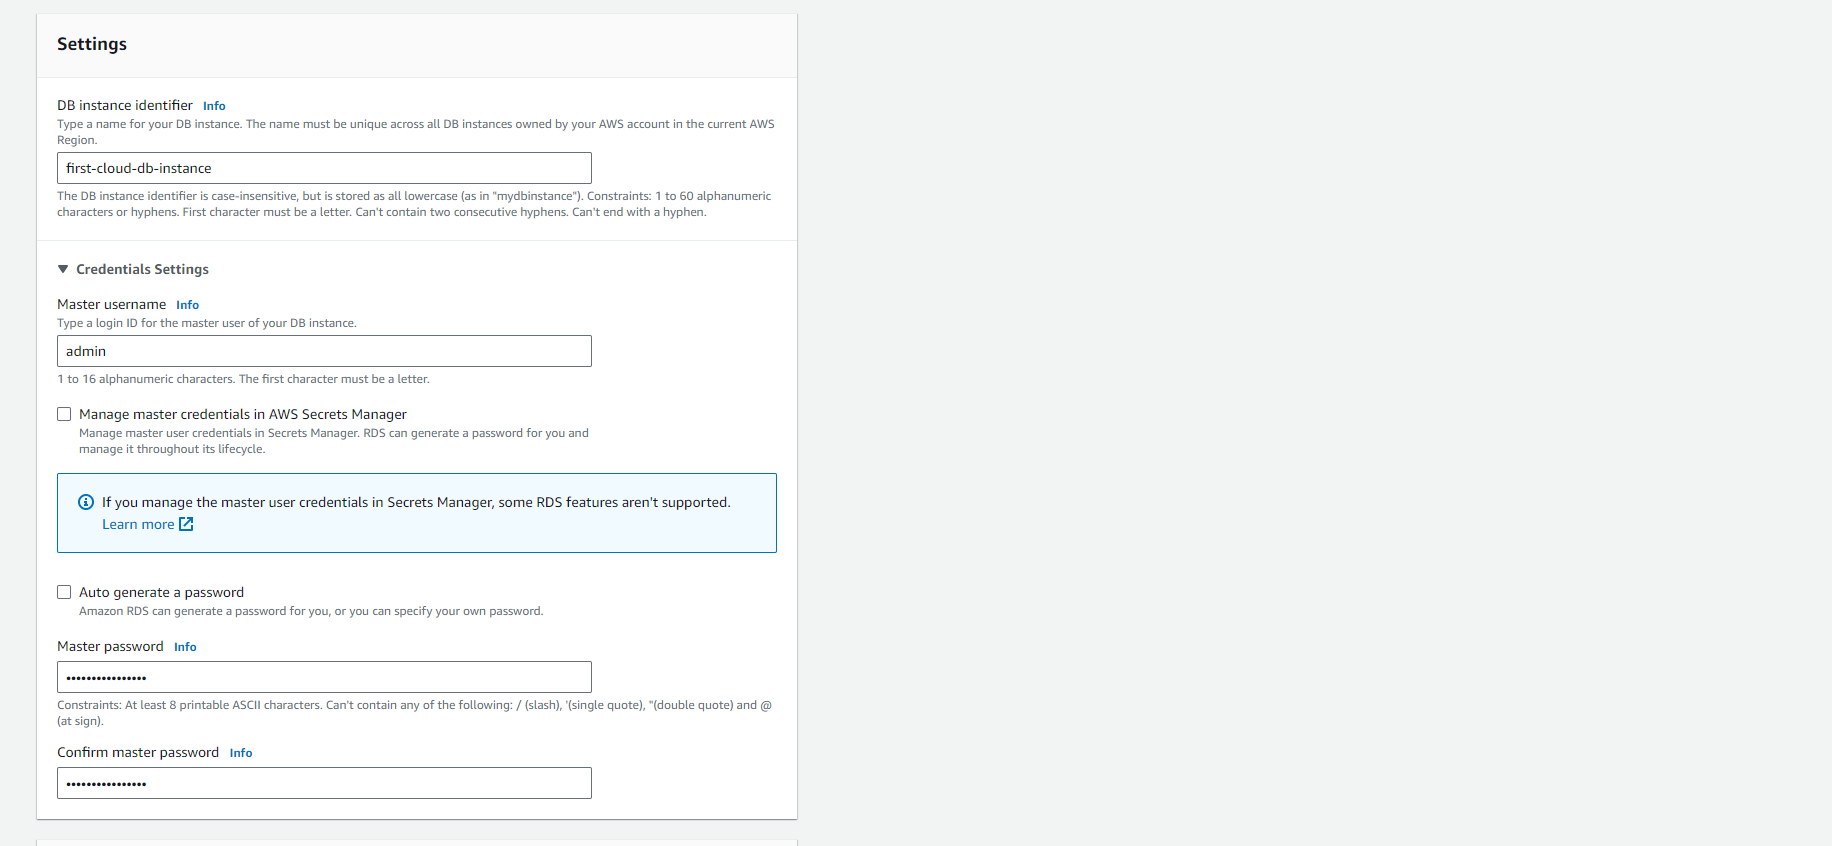 Settings
DB instance identifier Info
Type a name for your DB instance. The name must be unique across all DB instances owned by your AWS account in the current AWS
Region.
first-cloud-db-instance
The DB instance identifier is case-insensitive, but is stored as all lowercase (as in "mydbinstance"). Constraints: 1 to 60 alphanumeric
characters or hyphens. First character must be a letter. Can't contain two consecutive hyphens. Can't end with a hyphen.
Credentials Settings
Master username Info
Type a login ID for the master user of your DB instance.
admin
1 to 16 alphanumeric characters. The first character must be a letter.
Manage master credentials in AWS Secrets Manager
Manage master user credentials in Secrets Manager. RDS can generate a password for you and
manage it throughout its lifecycle.
If you manage the master user credentials in Secrets Manager, some RDS features aren't supported.
Learn more
Auto generate a password
Amazon RDS can generate a password for you, or you can specify your own password.
Master password Info
••••••••••••••••
Constraints: At least 8 printable ASCII characters. Can't contain any of the following: / (slash), '(single quote), "(double quote) and @
(at sign).
Confirm master password Info
••••••••••••••••